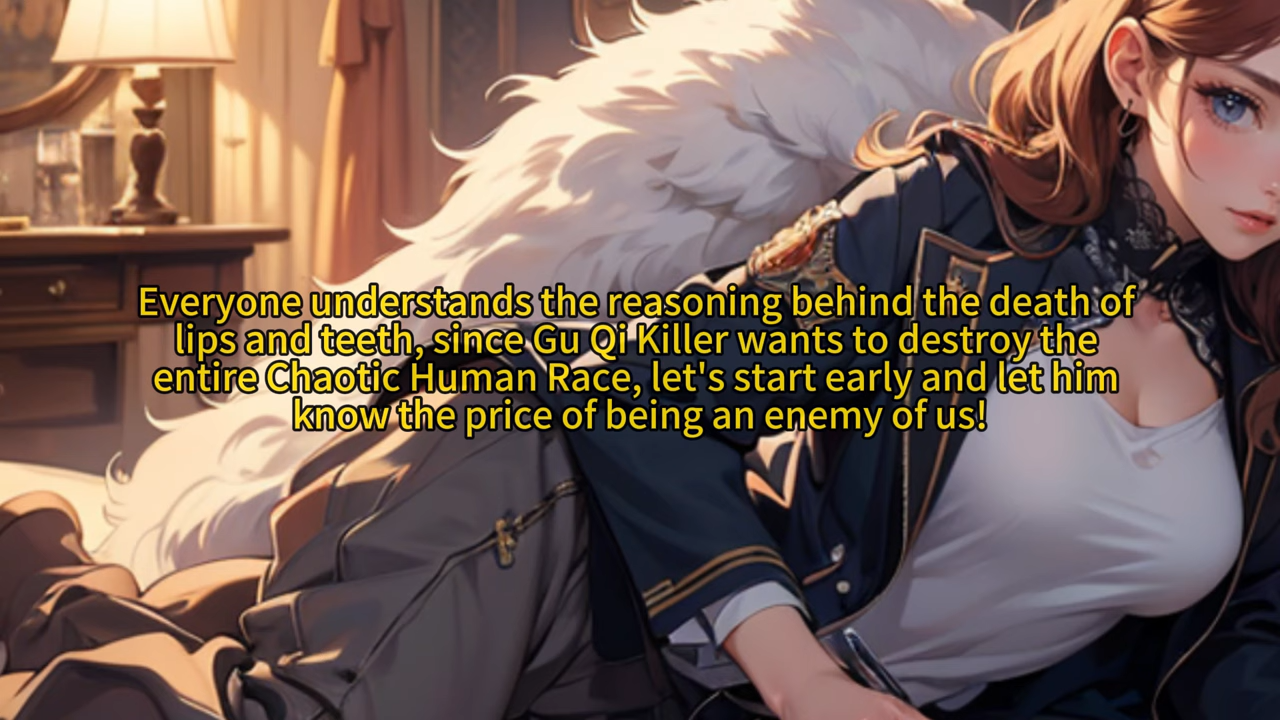 Everyone understands the reasoning behind the death of
lips and teeth, since Gu Qi Killer wants to destroy the
entire Chaotic Human Race, let's start early and let him
know the price of being an enemy of us!